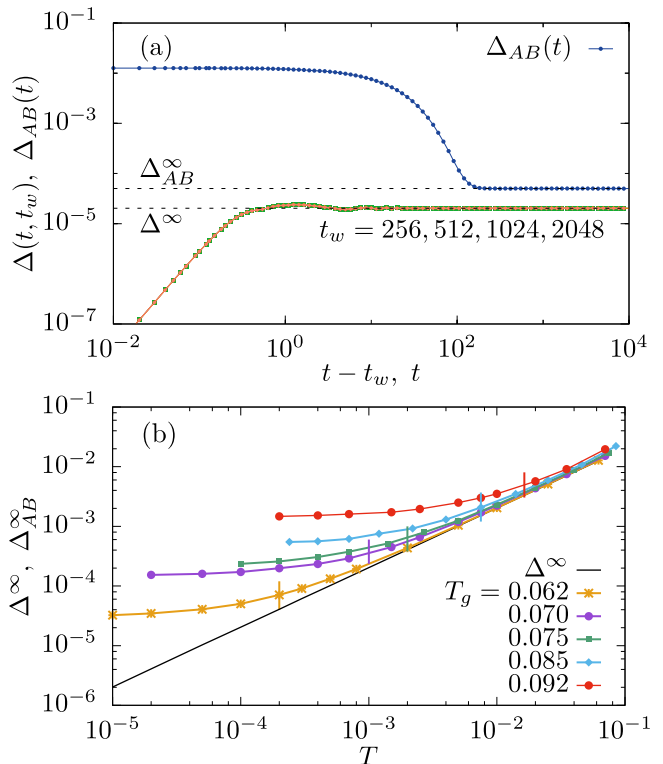 10^{-1}
(a)
Δ_{AB}(t)
10^{-3}
Δ_{AB}^∞
10^{-5}
Δ^∞
t_w = 256, 512, 1024, 2048
10^{-7}
10^{-2} 10^0 10^2 10^4
t − t_w, t
Δ(t, t_w), Δ_{AB}(t)
10^{-1}
(b)
10^{-2}
10^{-3}
10^{-4}
10^{-5}
10^{-6}
Δ^∞
T_g = 0.062
0.070
0.075
0.085
0.092
10^{-5} 10^{-4} 10^{-3} 10^{-2} 10^{-1}
T
Δ^∞, Δ_{AB}^∞